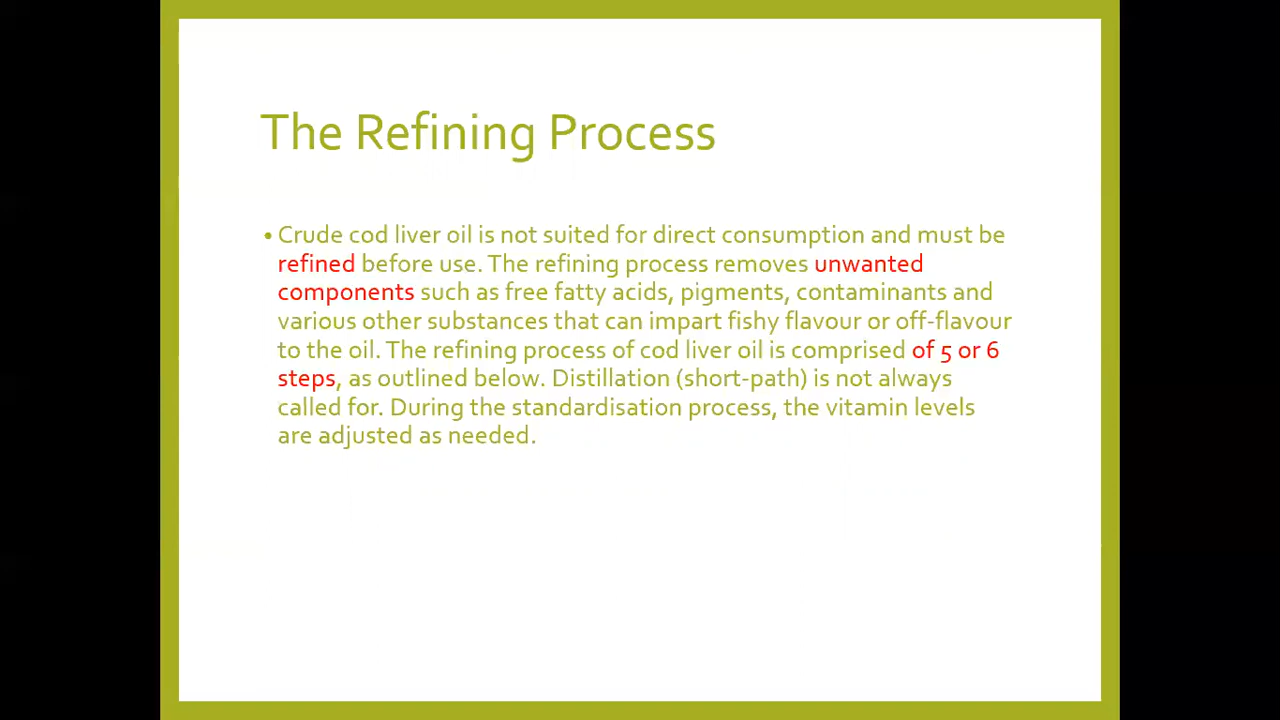 The Refining Process
• Crude cod liver oil is not suited for direct consumption and must be
refined before use. The refining process removes unwanted
components such as free fatty acids, pigments, contaminants and
various other substances that can impart fishy flavour or off-flavour
to the oil. The refining process of cod liver oil is comprised of 5 or 6
steps, as outlined below. Distillation (short-path) is not always
called for. During the standardisation process, the vitamin levels
are adjusted as needed.